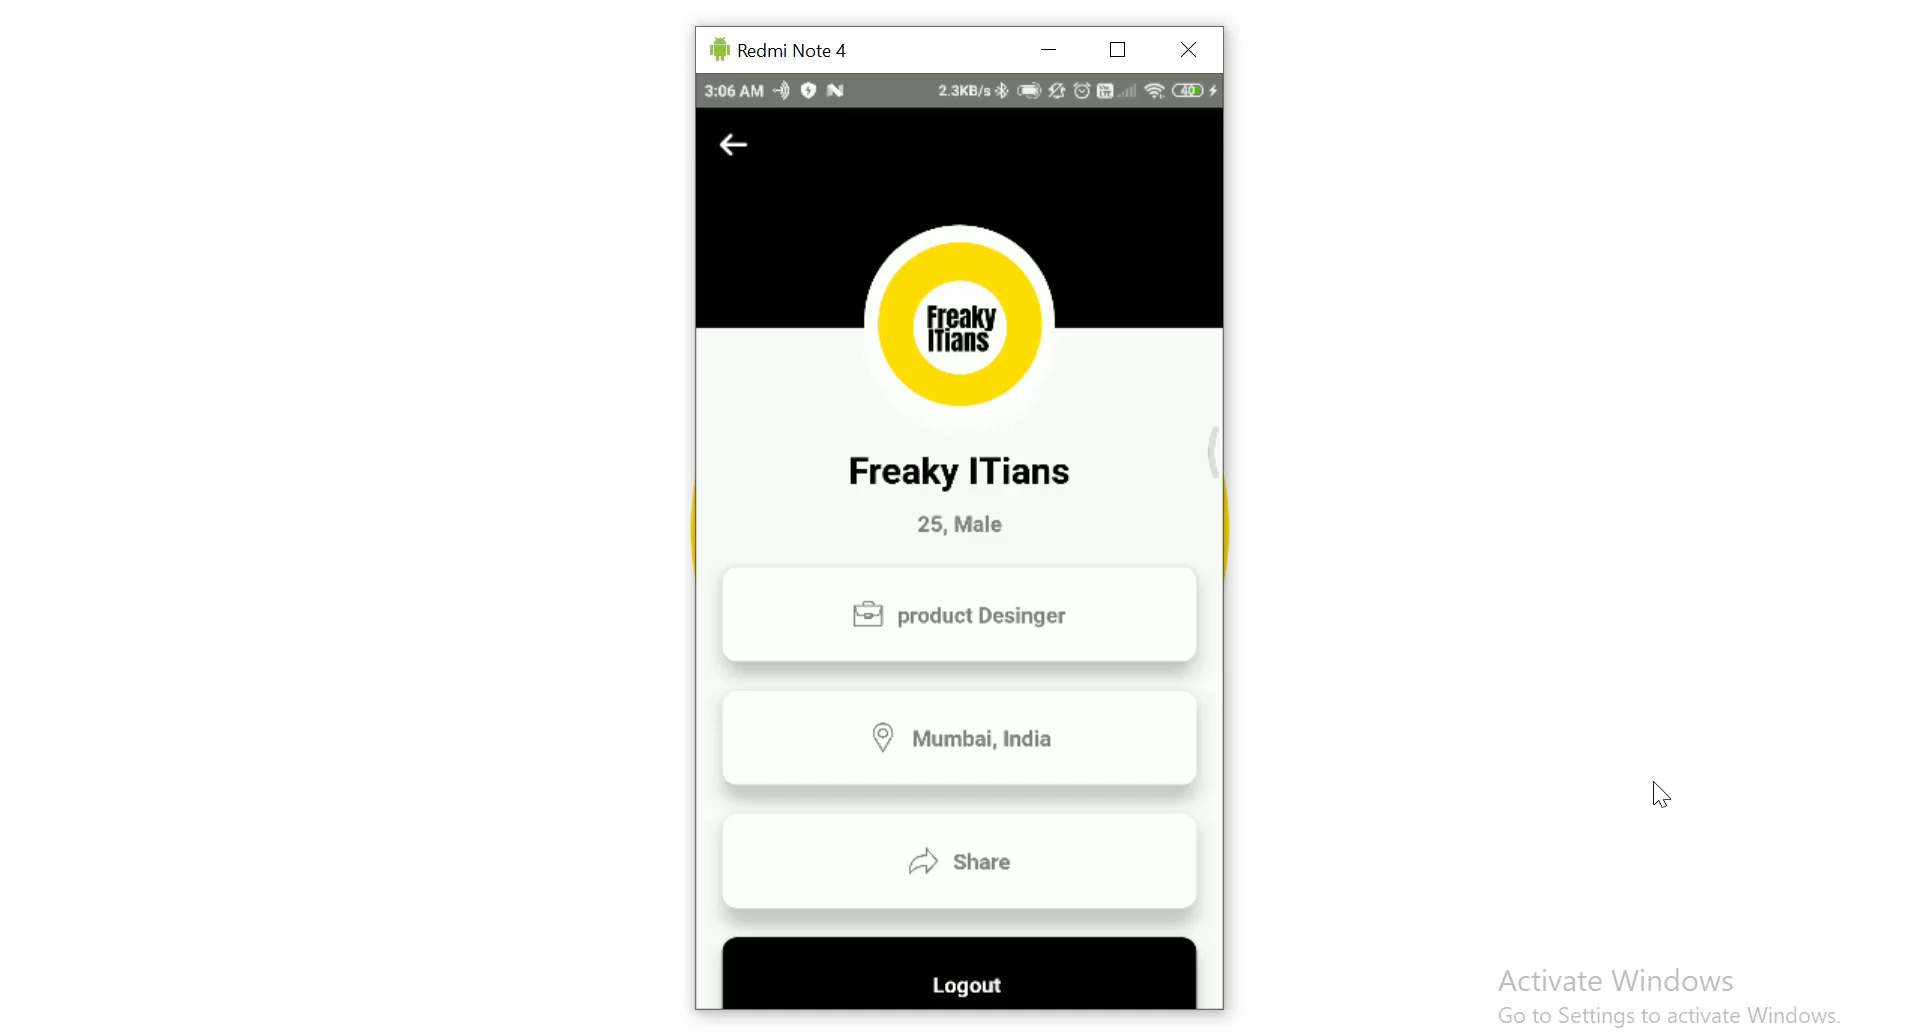 Redmi Note 4
3:06 AM 2.3KB/s 40
Freaky
ITians
Freaky ITians
25, Male
product Desinger
Mumbai, India
Share
Logout
Activate Windows
Go to Settings to activate Windows.